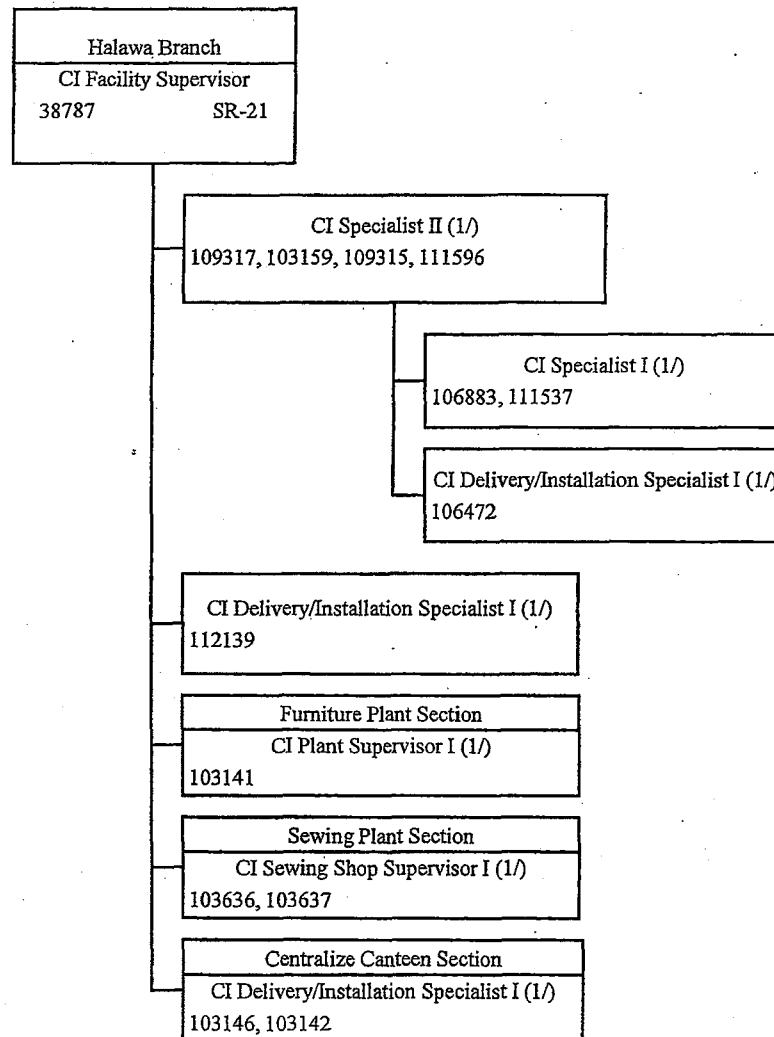 Halawa Branch
CI Facility Supervisor
38787 SR-21
CI Specialist II (1/)
109317, 103159, 109315, 111596
CI Specialist I (1/)
106883, 111537
CI Delivery/Installation Specialist I (1/)
106472
CI Delivery/Installation Specialist I (1/)
112139
Furniture Plant Section
CI Plant Supervisor I (1/)
103141
Sewing Plant Section
CI Sewing Shop Supervisor I (1/)
103636, 103637
Centralize Canteen Section
CI Delivery/Installation Specialist I (1/)
103146, 103142